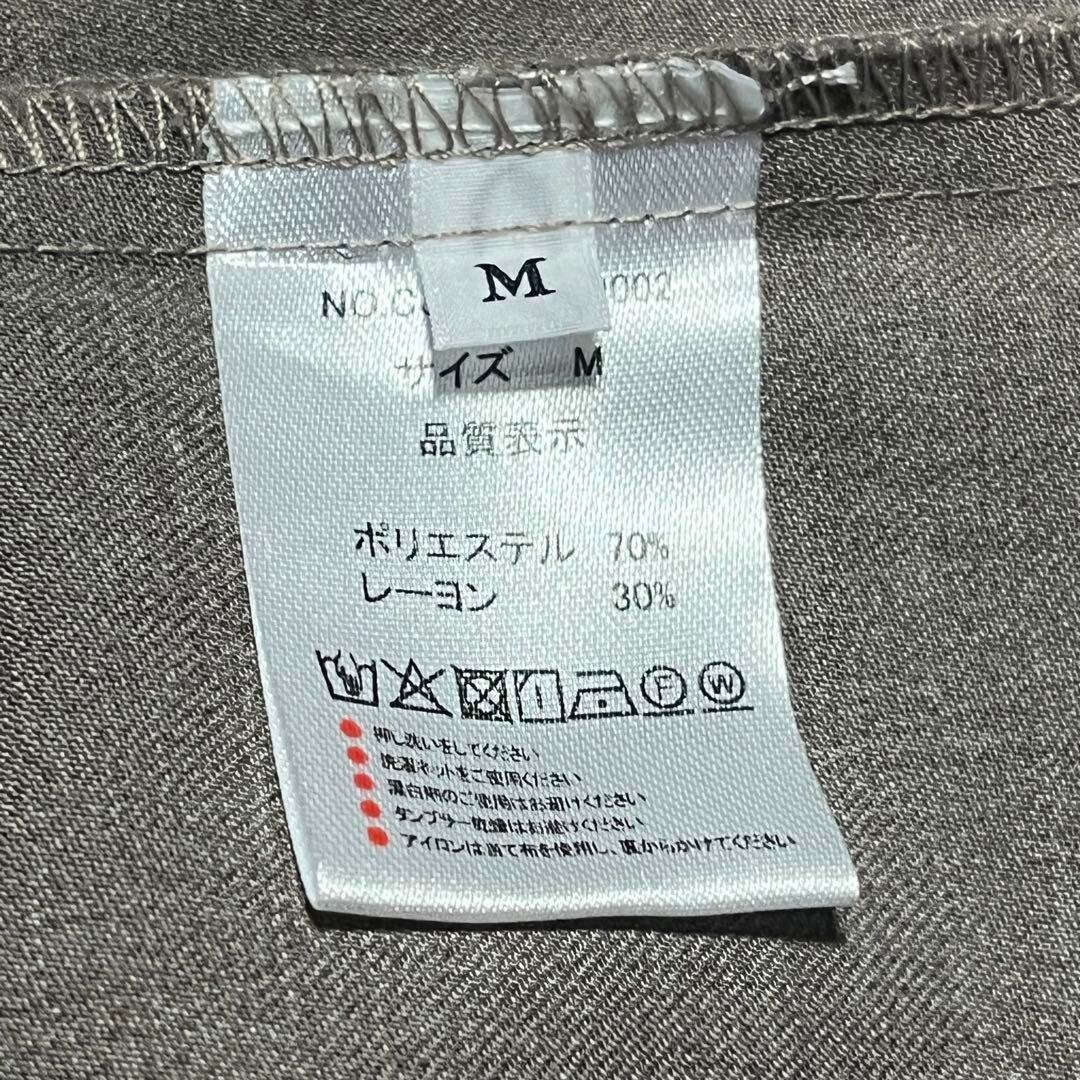 M
NO.C 002
サイズ M
品質表示
ポリエステル 70%
レーヨン 30%
F W
押し洗いをしてください
洗濯ネットをご使用ください
漂白剤のご使用はお避けください
タンブラー乾燥はお避けください
アイロンは当て布を使用し、裏からかけてください